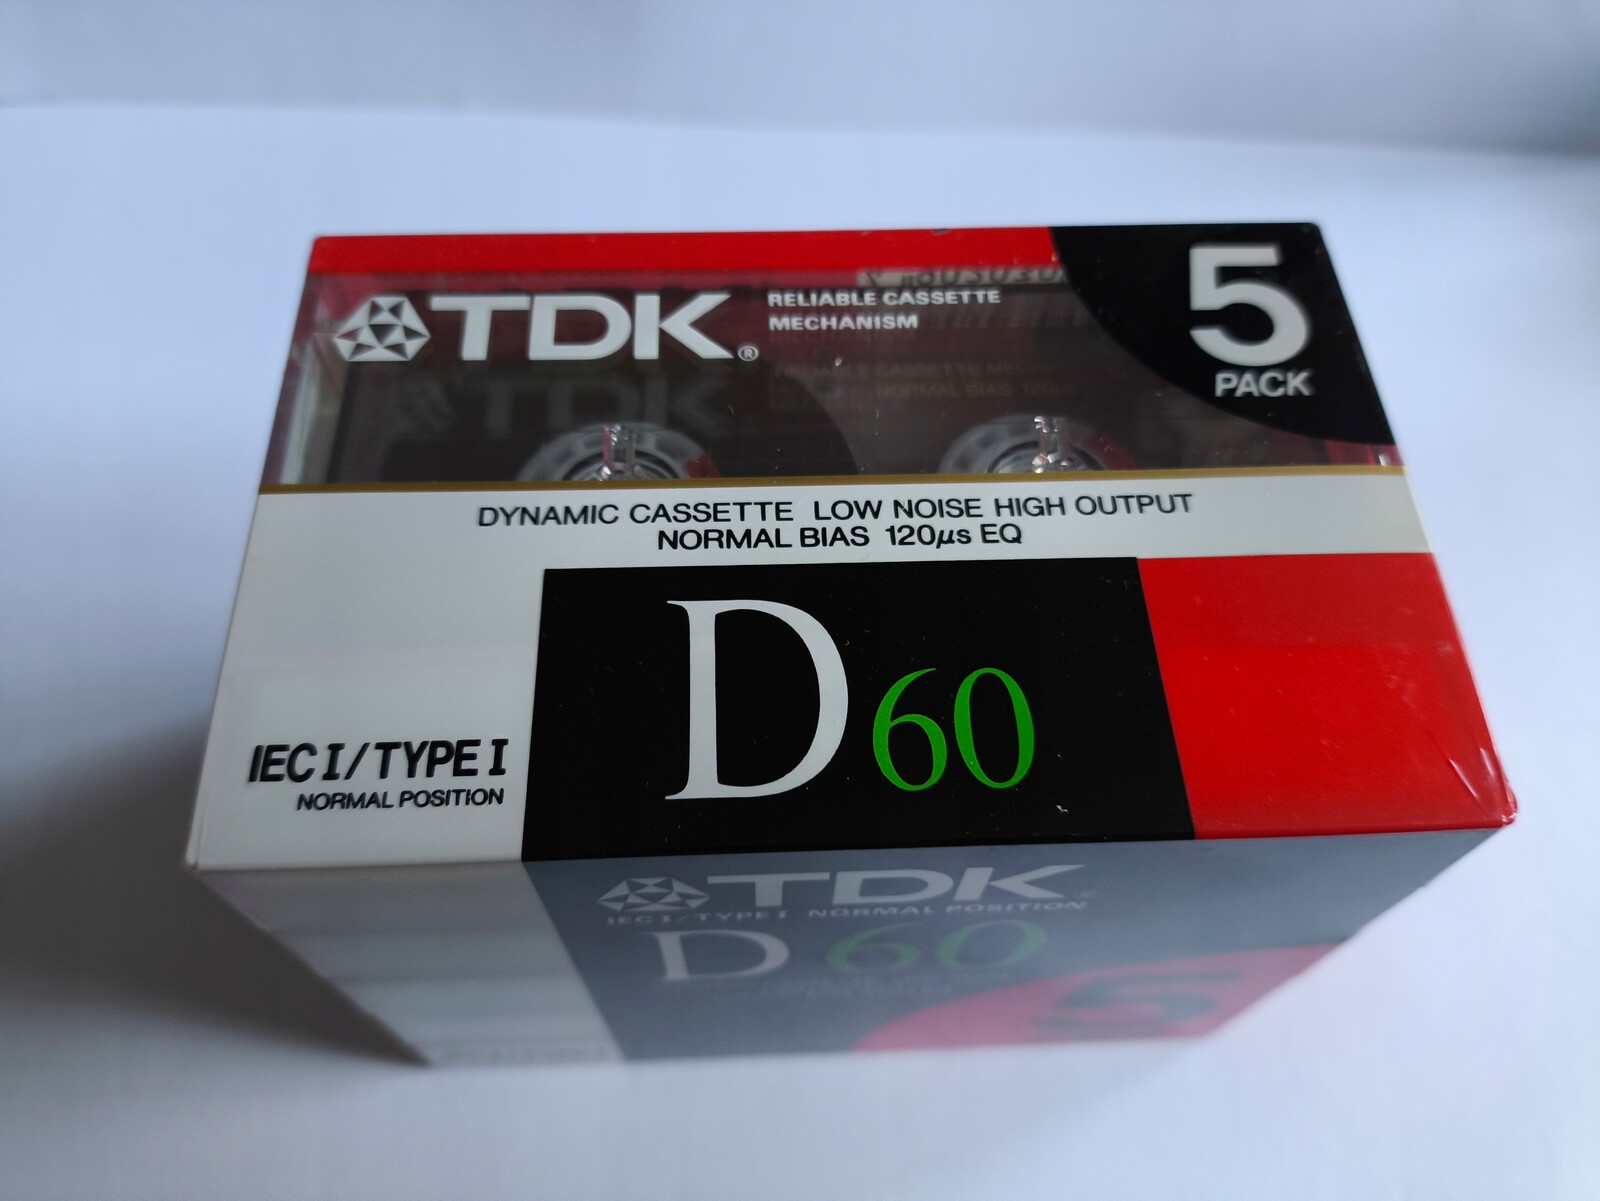 TDK®
RELIABLE CASSETTE
MECHANISM
5
PACK
DYNAMIC CASSETTE LOW NOISE HIGH OUTPUT
NORMAL BIAS 120µs EQ
D60
IEC I/TYPE I
NORMAL POSITION
TDK
IEC I/TYPE I NORMAL POSITION
D60
5